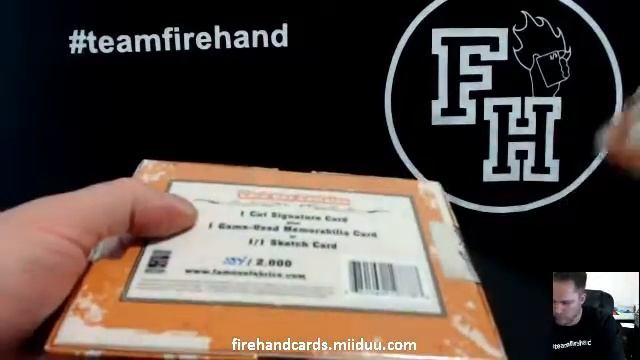 #teamfirehand
FH
1 Cut Signature Card
1 Game-Used Memorabilia Card
1/1 Sketch Card
/ 2,000
www.famousfabrics.com
firehandcards.miiduu.com
#teamfirehand